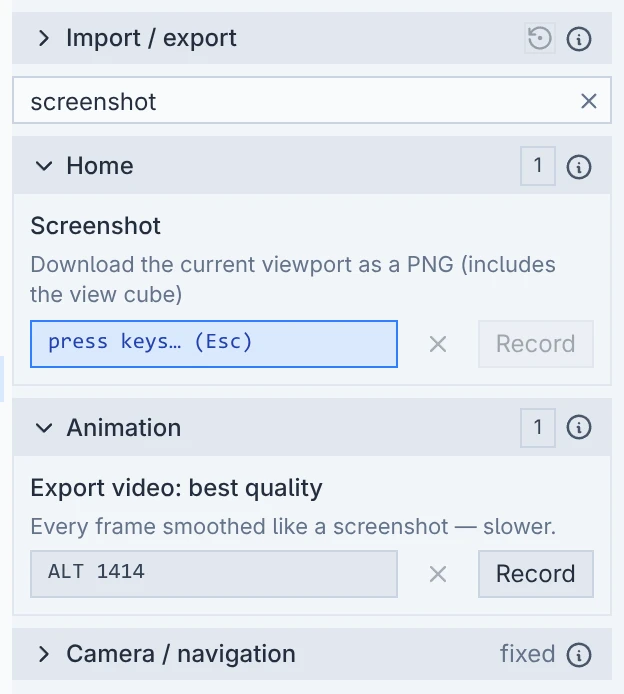 Import / export
screenshot
Home
1
Screenshot
Download the current viewport as a PNG (includes
the view cube)
press keys… (Esc)
Record
Animation
1
Export video: best quality
Every frame smoothed like a screenshot — slower.
ALT 1414
Record
Camera / navigation
fixed